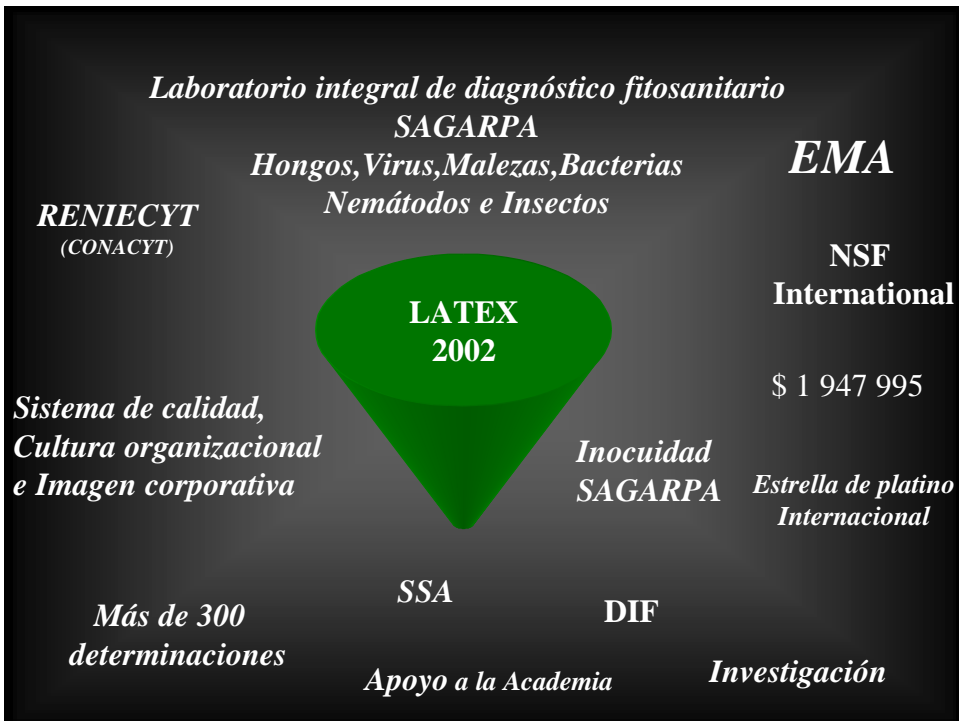 Laboratorio integral de diagnóstico fitosanitario
SAGARPA
Hongos,Virus,Malezas,Bacterias
Nemátodos e Insectos
EMA
RENIECYT
(CONACYT)
NSF
International
LATEX
2002
$ 1 947 995
Sistema de calidad,
Cultura organizacional
e Imagen corporativa
Inocuidad
SAGARPA
Estrella de platino
Internacional
SSA
DIF
Más de 300
determinaciones
Apoyo a la Academia
Investigación